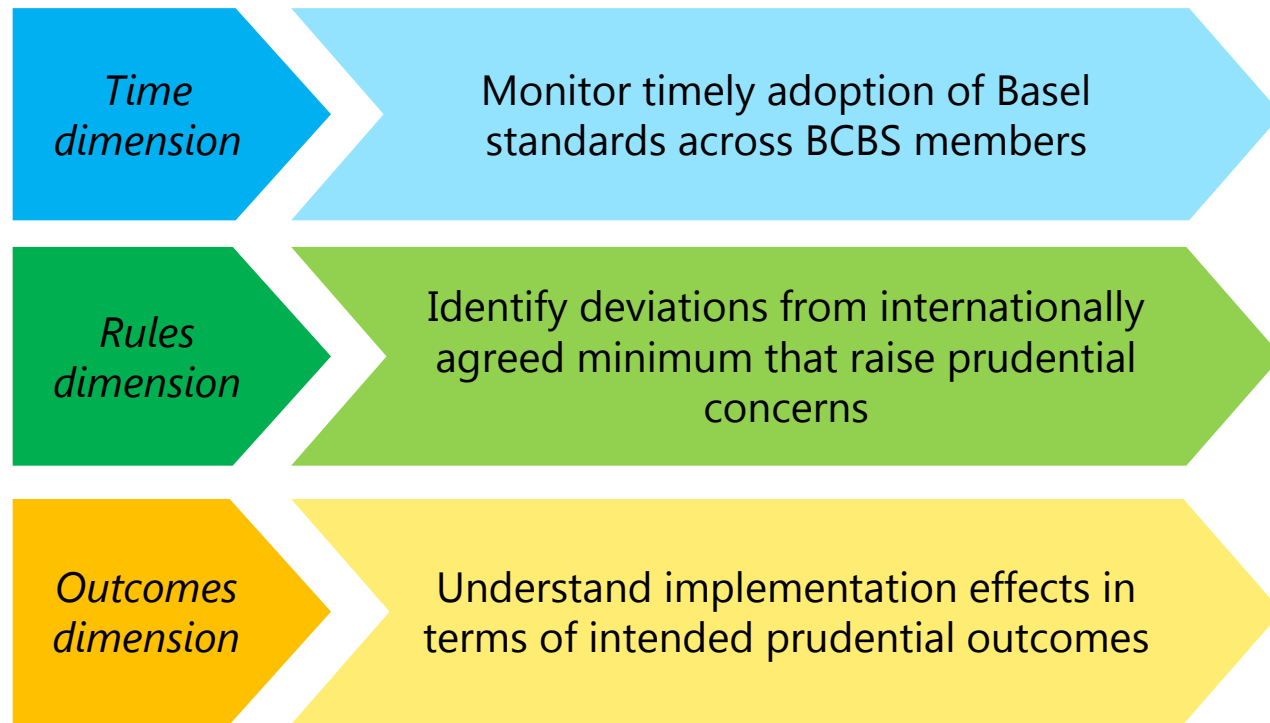 Time
dimension
Monitor timely adoption of Basel
standards across BCBS members
Rules
dimension
Identify deviations from internationally
agreed minimum that raise prudential
concerns
Outcomes
dimension
Understand implementation effects in
terms of intended prudential outcomes